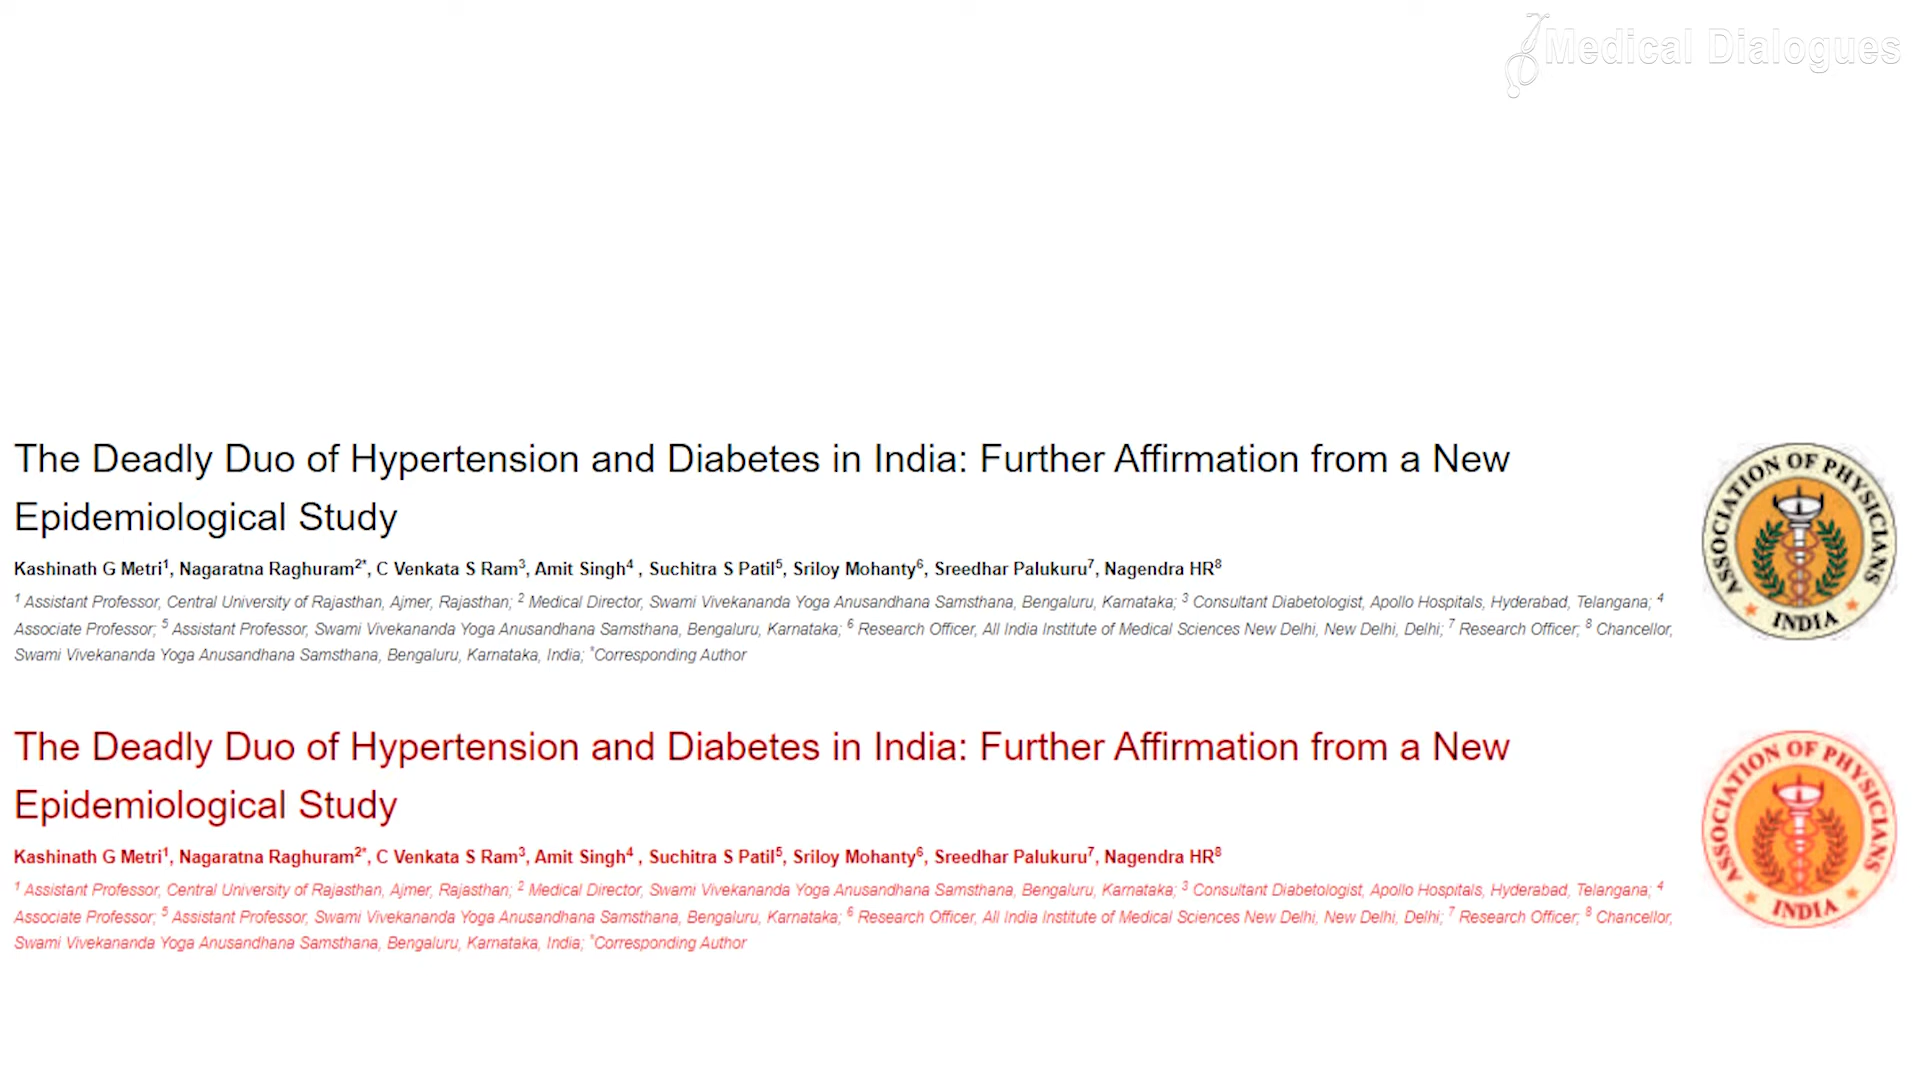 Medical Dialogues
The Deadly Duo of Hypertension and Diabetes in India: Further Affirmation from a New
Epidemiological Study
Kashinath G Metri¹, Nagaratna Raghuram²*, C Venkata S Ram³, Amit Singh⁴ , Suchitra S Patil⁵, Sriloy Mohanty⁶, Sreedhar Palukuru⁷, Nagendra HR⁸
¹ Assistant Professor, Central University of Rajasthan, Ajmer, Rajasthan; ² Medical Director, Swami Vivekananda Yoga Anusandhana Samsthana, Bengaluru, Karnataka; ³ Consultant Diabetologist, Apollo Hospitals, Hyderabad, Telangana; ⁴
Associate Professor; ⁵ Assistant Professor, Swami Vivekananda Yoga Anusandhana Samsthana, Bengaluru, Karnataka; ⁶ Research Officer, All India Institute of Medical Sciences New Delhi, New Delhi, Delhi; ⁷ Research Officer; ⁸ Chancellor,
Swami Vivekananda Yoga Anusandhana Samsthana, Bengaluru, Karnataka, India; *Corresponding Author
ASSOCIATION OF PHYSICIANS
INDIA
The Deadly Duo of Hypertension and Diabetes in India: Further Affirmation from a New
Epidemiological Study
Kashinath G Metri¹, Nagaratna Raghuram²*, C Venkata S Ram³, Amit Singh⁴ , Suchitra S Patil⁵, Sriloy Mohanty⁶, Sreedhar Palukuru⁷, Nagendra HR⁸
¹ Assistant Professor, Central University of Rajasthan, Ajmer, Rajasthan; ² Medical Director, Swami Vivekananda Yoga Anusandhana Samsthana, Bengaluru, Karnataka; ³ Consultant Diabetologist, Apollo Hospitals, Hyderabad, Telangana; ⁴
Associate Professor; ⁵ Assistant Professor, Swami Vivekananda Yoga Anusandhana Samsthana, Bengaluru, Karnataka; ⁶ Research Officer, All India Institute of Medical Sciences New Delhi, New Delhi, Delhi; ⁷ Research Officer; ⁸ Chancellor,
Swami Vivekananda Yoga Anusandhana Samsthana, Bengaluru, Karnataka, India; *Corresponding Author
ASSOCIATION OF PHYSICIANS
INDIA